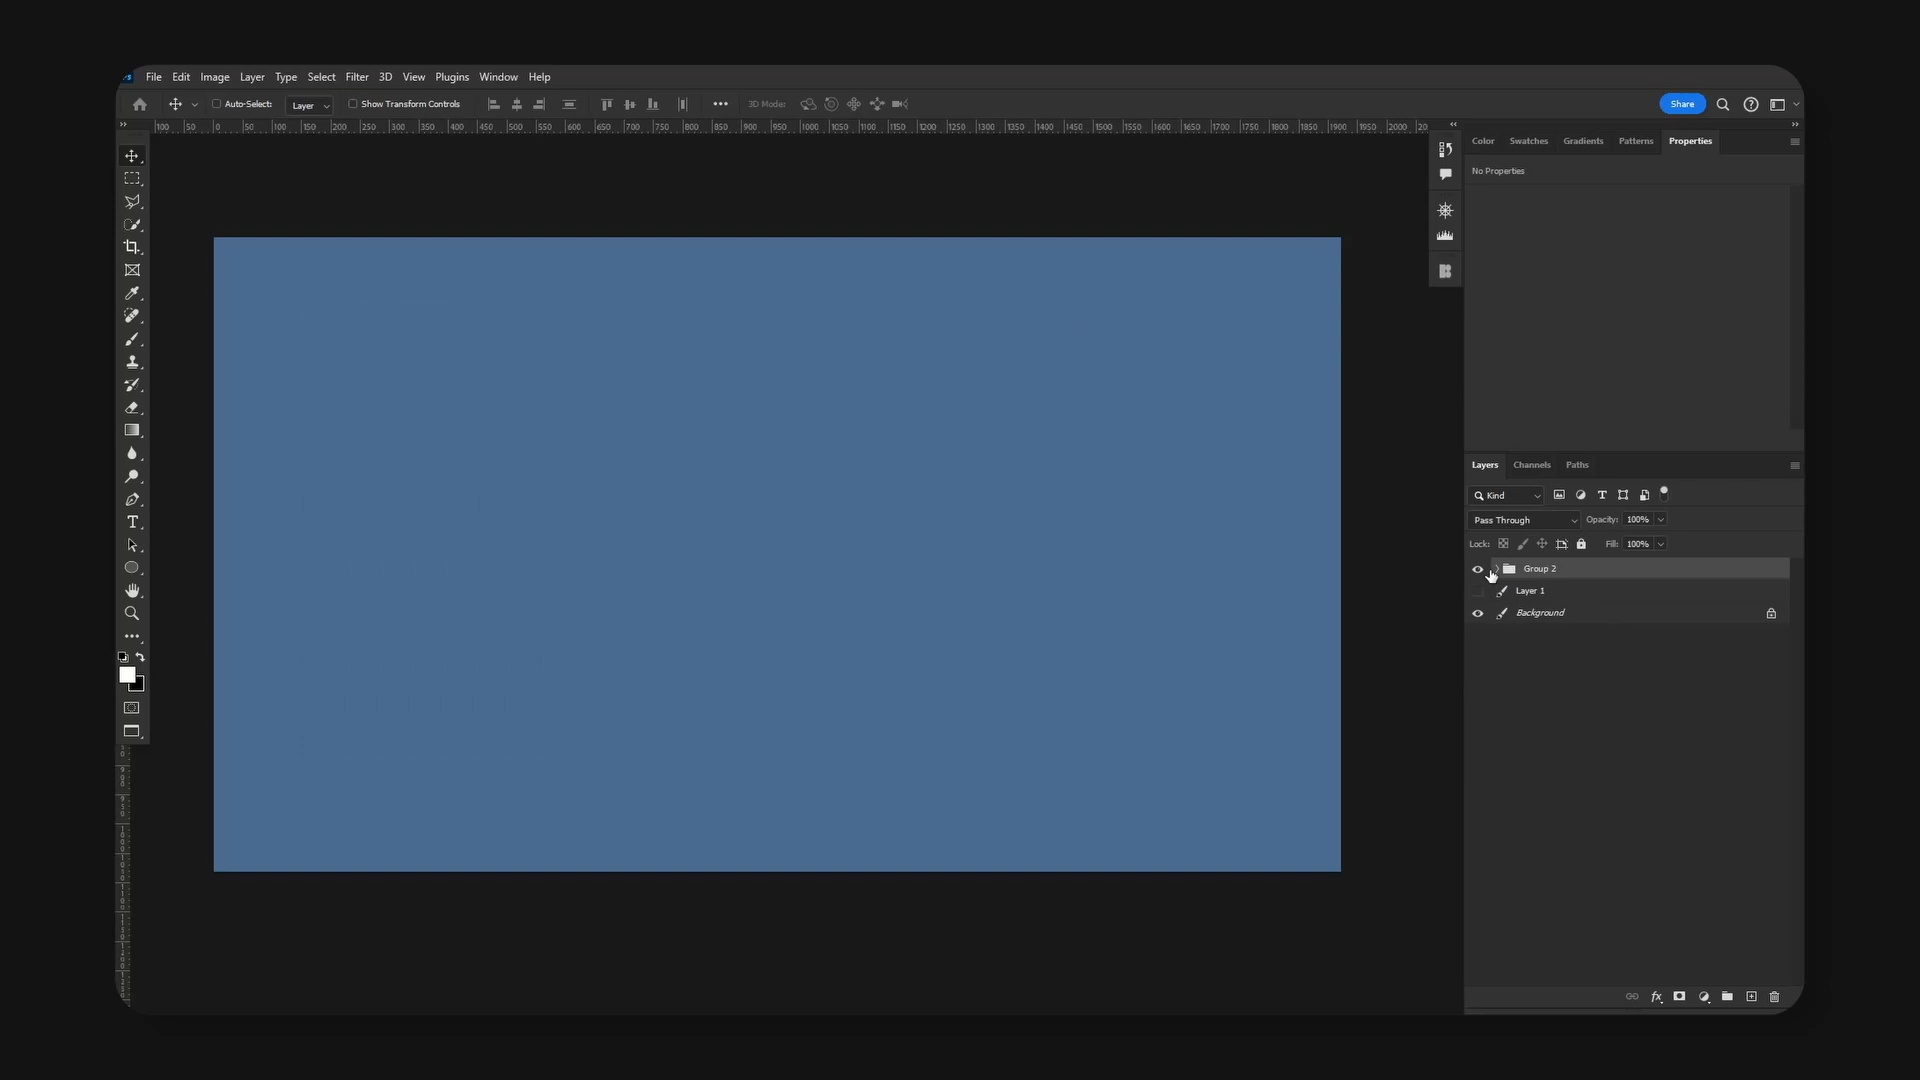 File Edit Image Layer Type Select Filter 3D View Plugins Window Help
Auto-Select: Layer Show Transform Controls 3D Mode: Share
100 50 0 50 100 150 200 250 300 350 400 450 500 550 600 650 700 750 800 850 900 950 1000 1050 1100 1150 1200 1250 1300 1350 1400 1450 1500 1550 1600 1650 1700 1750 1800 1850 1900 1950 2000 20
Color Swatches Gradients Patterns Properties
No Properties
Layers Channels Paths
Kind
Pass Through Opacity: 100%
Lock: Fill: 100%
Group 2
Layer 1
Background
fx